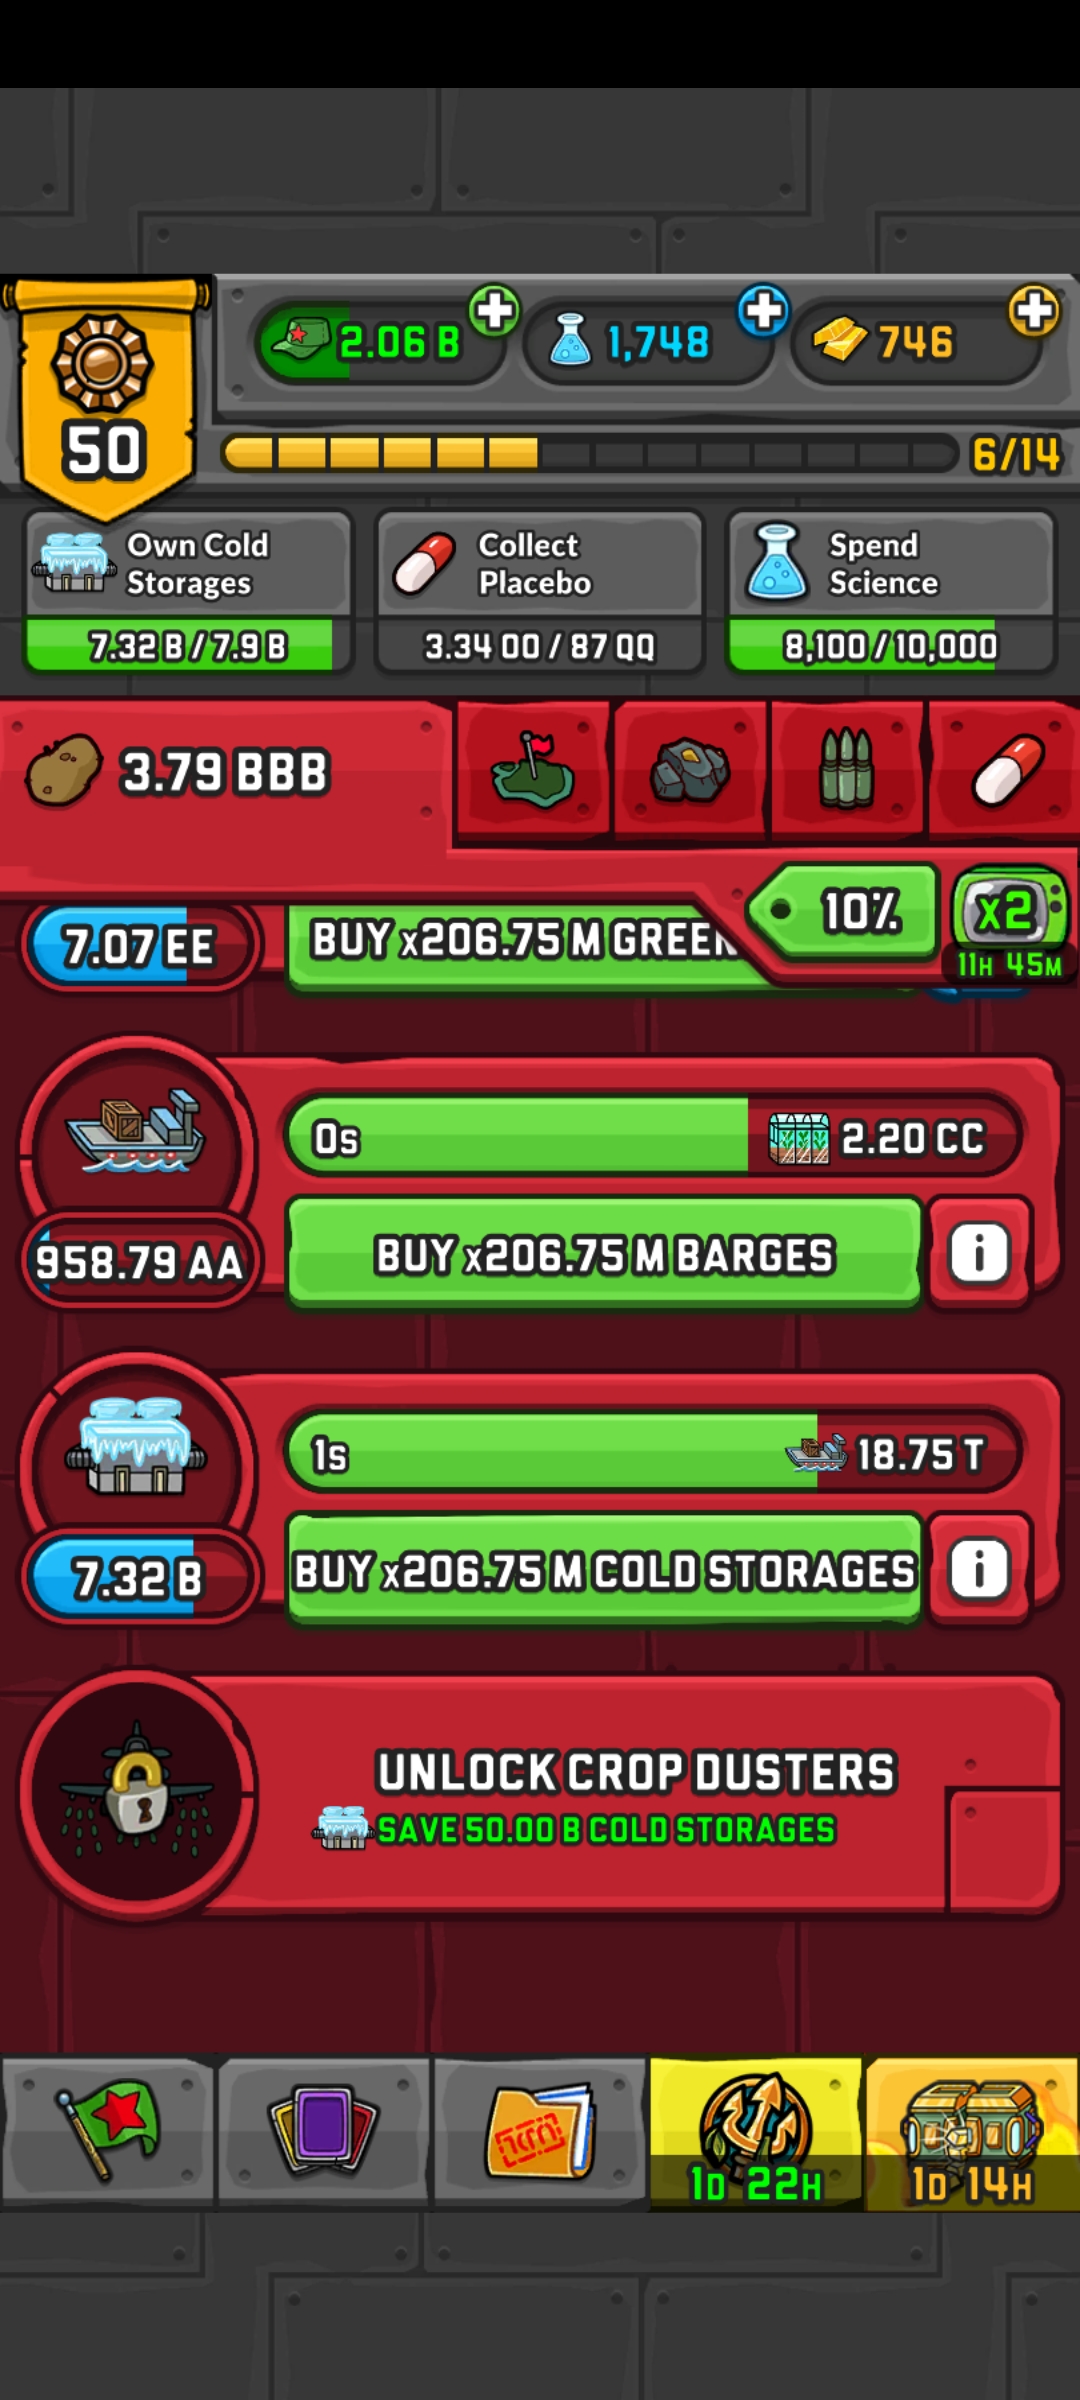 2.06 B
1,748
746
50
6/14
Own Cold
Storages
7.32 B / 7.9 B
Collect
Placebo
3.34 OO / 87 QQ
Spend
Science
8,100 / 10,000
3.79 BBB
10%
x2
11H 45M
7.07 EE
BUY x206.75 M GREEN
0s
2.20 CC
958.79 AA
BUY x206.75 M BARGES
i
1s
18.75 T
7.32 B
BUY x206.75 M COLD STORAGES
i
UNLOCK CROP DUSTERS
SAVE 50.00 B COLD STORAGES
1D 22H
1D 14H